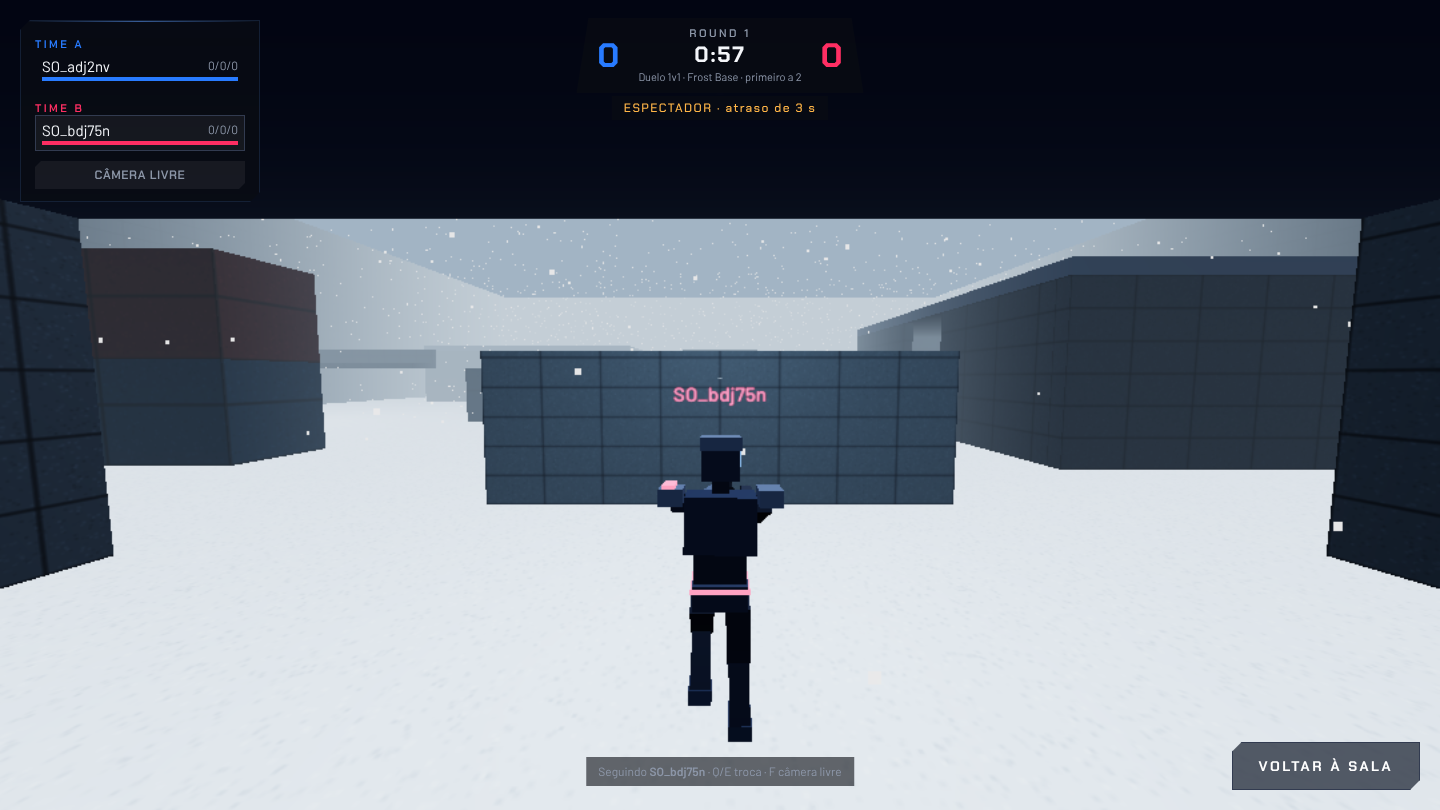 TIME A
SO_adj2nv 0/0/0
TIME B
SO_bdj75n 0/0/0
CÂMERA LIVRE
ROUND 1
0 0:57 0
Duelo 1v1 · Frost Base · primeiro a 2
ESPECTADOR · atraso de 3 s
SO_bdj75n
Seguindo SO_bdj75n · Q/E troca · F câmera livre
VOLTAR À SALA